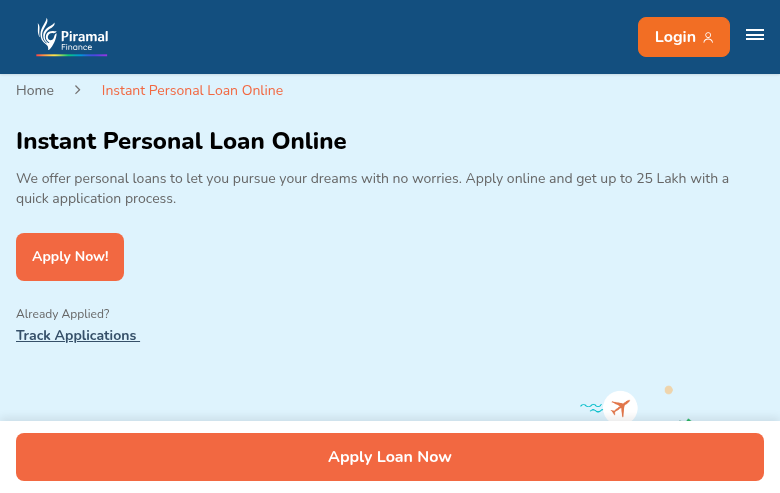 Piramal
Finance
Login
Home
Instant Personal Loan Online
Instant Personal Loan Online
We offer personal loans to let you pursue your dreams with no worries. Apply online and get up to 25 Lakh with a
quick application process.
Apply Now!
Already Applied?
Track Applications
Apply Loan Now